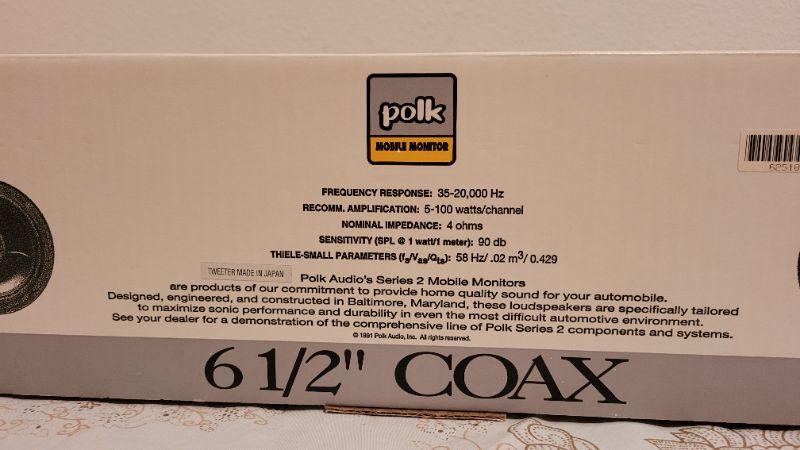 polk
MOBILE MONITOR
62518
FREQUENCY RESPONSE: 35-20,000 Hz
RECOMM. AMPLIFICATION: 5-100 watts/channel
NOMINAL IMPEDANCE: 4 ohms
SENSITIVITY (SPL @ 1 watt/1 meter): 90 db
THIELE-SMALL PARAMETERS (fs/Vas/Qts): 58 Hz/ .02 m³/ 0.429
TWEETER MADE IN JAPAN
Polk Audio's Series 2 Mobile Monitors
are products of our commitment to provide home quality sound for your automobile.
Designed, engineered, and constructed in Baltimore, Maryland, these loudspeakers are specifically tailored
to maximize sonic performance and durability in even the most difficult automotive environment.
See your dealer for a demonstration of the comprehensive line of Polk Series 2 components and systems.
© 1991 Polk Audio, Inc. All rights reserved.
6 1/2" COAX